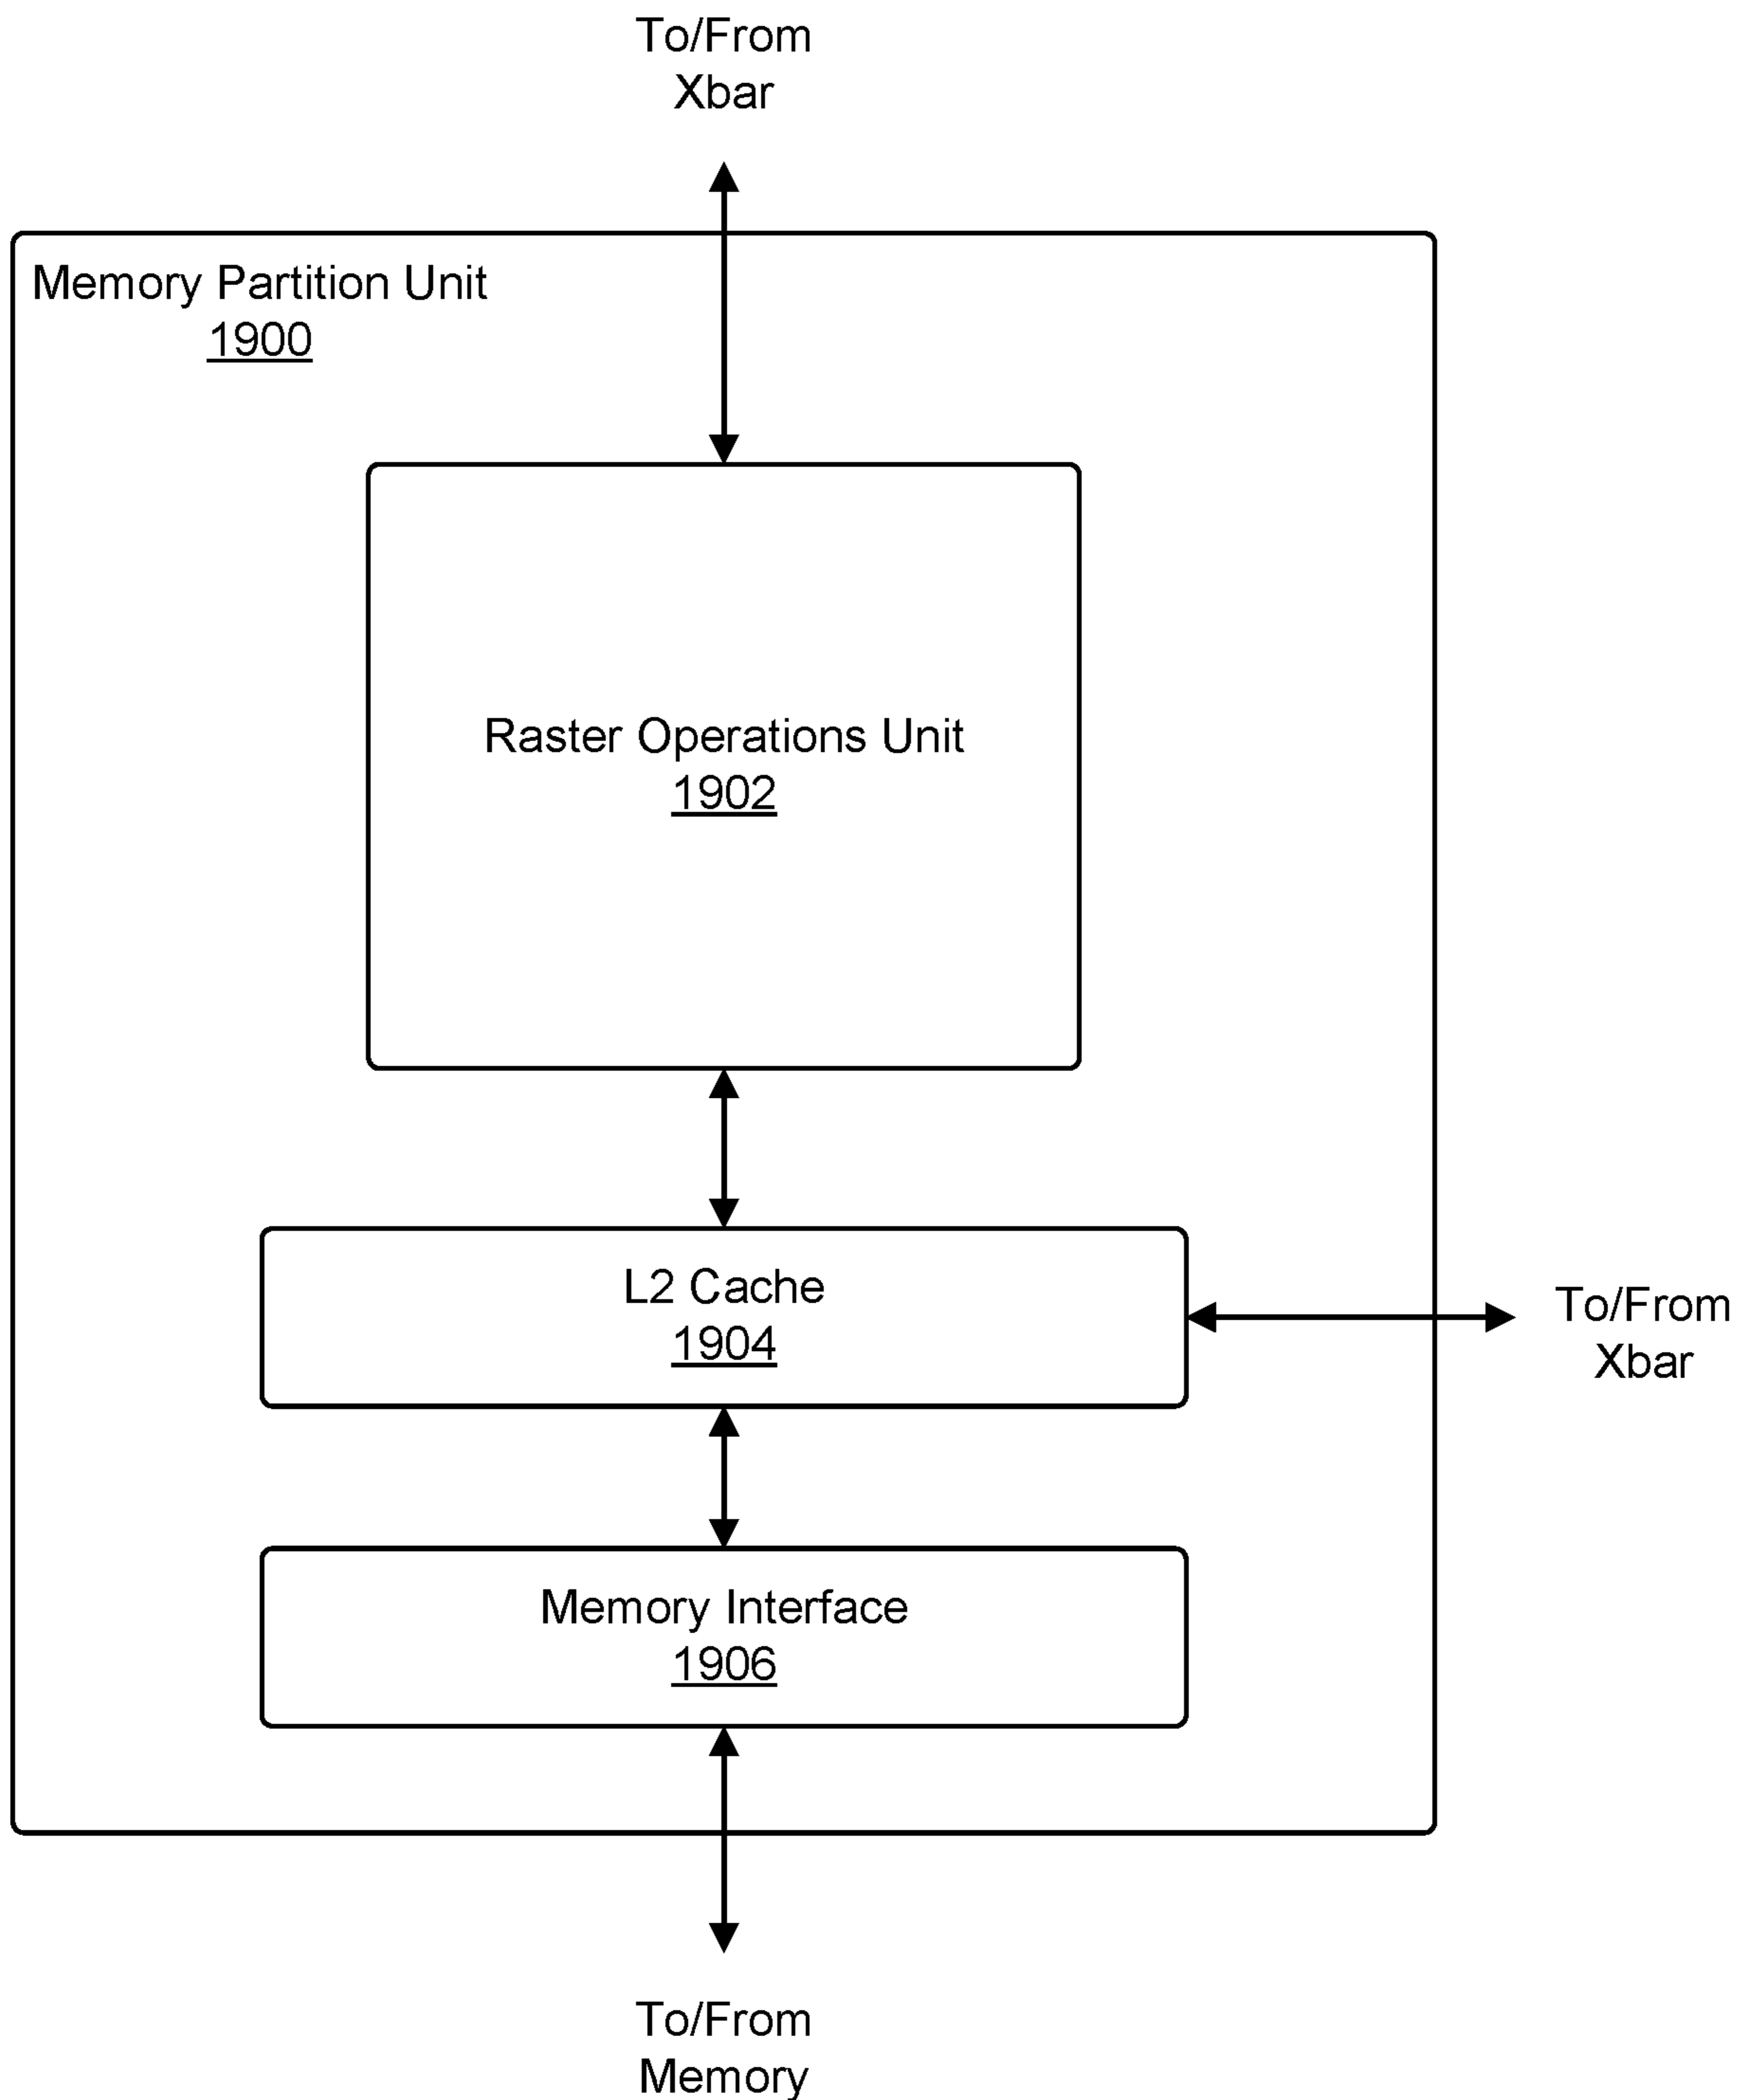 To/From
Xbar
Memory Partition Unit
1900
Raster Operations Unit
1902
L2 Cache
1904
To/From
Xbar
Memory Interface
1906
To/From
Memory